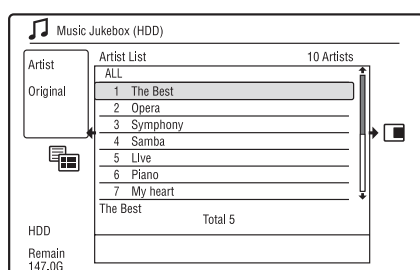 Music Jukebox (HDD)
Artist
Original
Artist List 10 Artists
ALL
1 The Best
2 Opera
3 Symphony
4 Samba
5 LIve
6 Piano
7 My heart
The Best
Total 5
HDD
Remain
147.0G